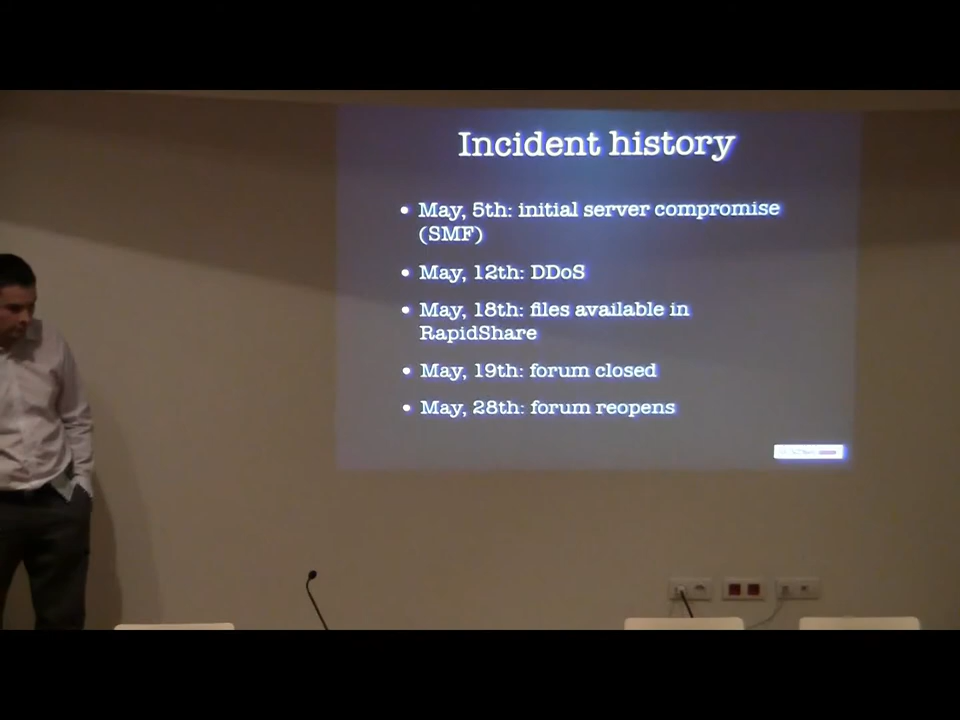 Incident history
• May, 5th: initial server compromise
(SMF)
• May, 12th: DDoS
• May, 18th: files available in
RapidShare
• May, 19th: forum closed
• May, 28th: forum reopens